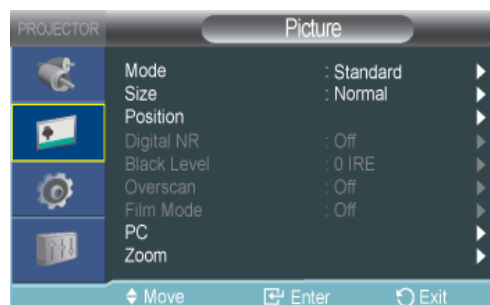 PROJECTOR Picture
Mode : Standard
Size : Normal
Position
Digital NR : Off
Black Level : 0 IRE
Overscan : Off
Film Mode : Off
PC
Zoom
Move Enter Exit